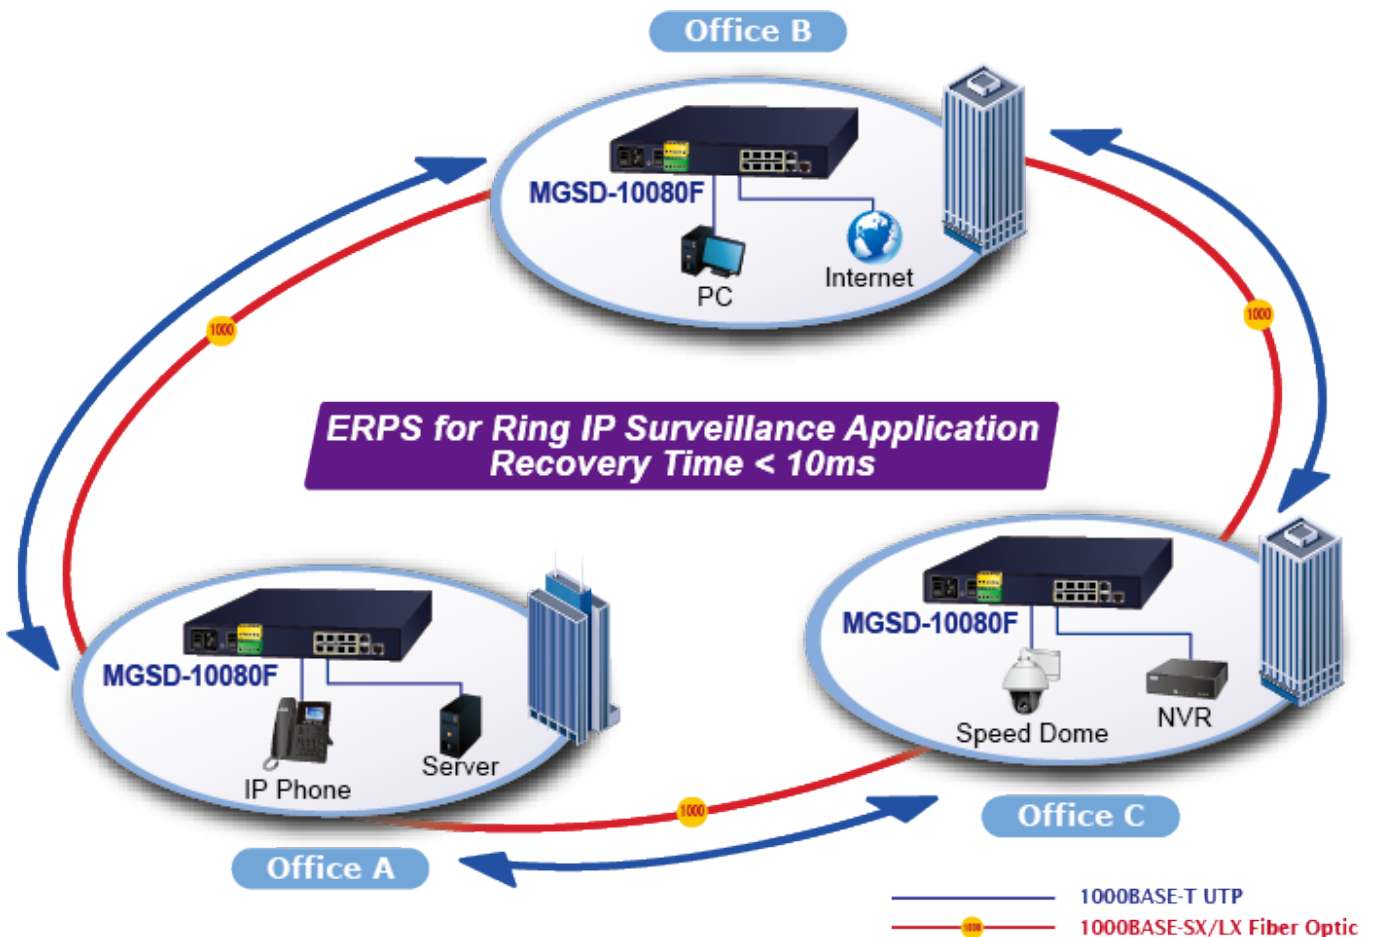 Office B
MGSD-10080F
PC
Internet
1000
1000
ERPS for Ring IP Surveillance Application
Recovery Time < 10ms
MGSD-10080F
IP Phone
Server
MGSD-10080F
Speed Dome
NVR
1000
Office A
Office C
1000BASE-T UTP
1000
1000BASE-SX/LX Fiber Optic